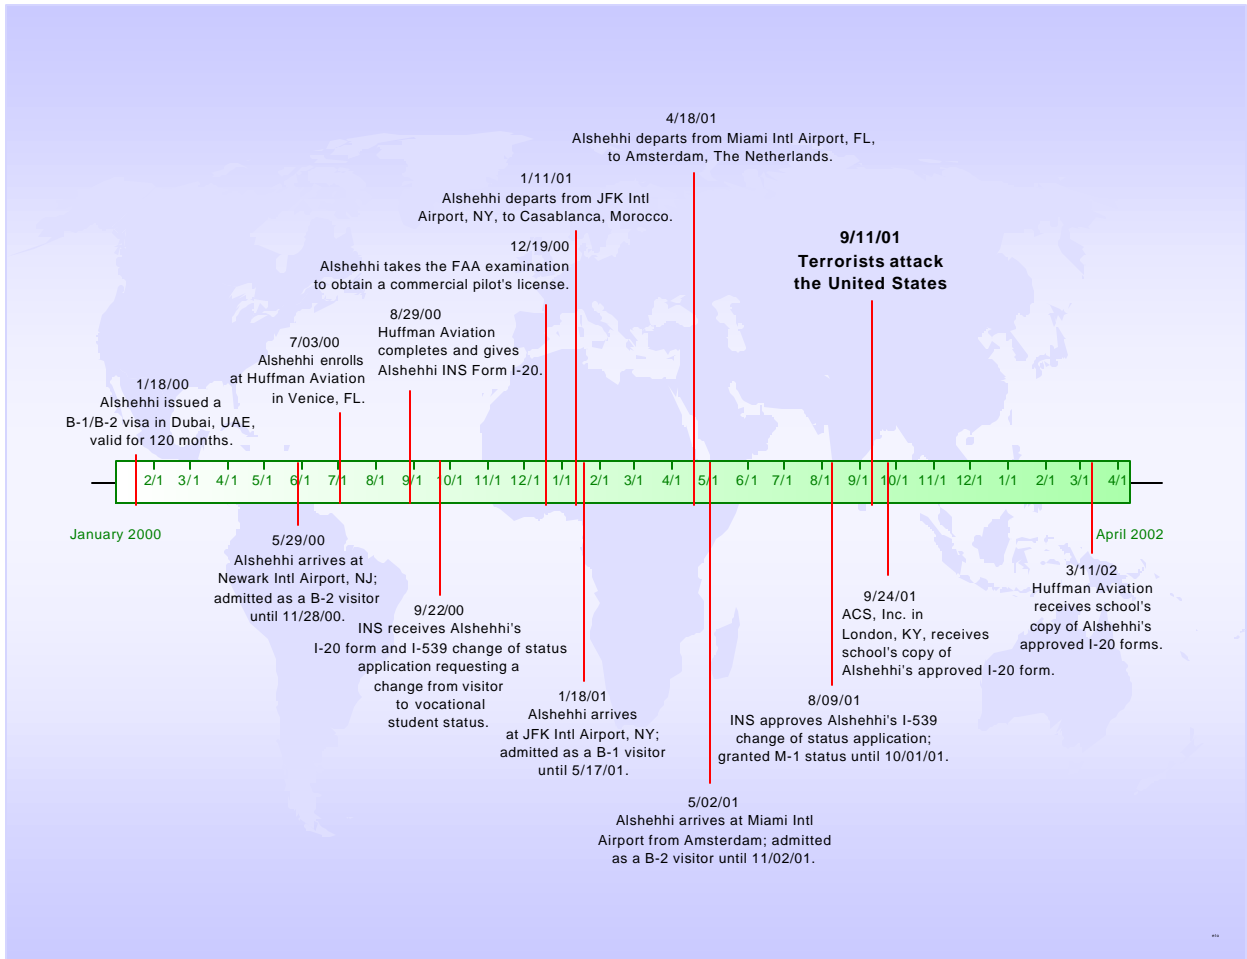 4/18/01
Alshehhi departs from Miami Intl Airport, FL,
to Amsterdam, The Netherlands.
1/11/01
Alshehhi departs from JFK Intl
Airport, NY, to Casablanca, Morocco.
9/11/01
Terrorists attack
the United States
12/19/00
Alshehhi takes the FAA examination
to obtain a commercial pilot's license.
8/29/00
Huffman Aviation
completes and gives
Alshehhi INS Form I-20.
7/03/00
Alshehhi enrolls
at Huffman Aviation
in Venice, FL.
1/18/00
Alshehhi issued a
B-1/B-2 visa in Dubai, UAE,
valid for 120 months.
2/1 3/1 4/1 5/1 6/1 7/1 8/1 9/1 10/1 11/1 12/1 1/1 2/1 3/1 4/1 5/1 6/1 7/1 8/1 9/1 10/1 11/1 12/1 1/1 2/1 3/1 4/1
January 2000
April 2002
5/29/00
Alshehhi arrives at
Newark Intl Airport, NJ;
admitted as a B-2 visitor
until 11/28/00.
9/22/00
INS receives Alshehhi's
I-20 form and I-539 change of status
application requesting a
change from visitor
to vocational
student status.
1/18/01
Alshehhi arrives
at JFK Intl Airport, NY;
admitted as a B-1 visitor
until 5/17/01.
5/02/01
Alshehhi arrives at Miami Intl
Airport from Amsterdam; admitted
as a B-2 visitor until 11/02/01.
8/09/01
INS approves Alshehhi's I-539
change of status application;
granted M-1 status until 10/01/01.
9/24/01
ACS, Inc. in
London, KY, receives
school's copy of
Alshehhi's approved I-20 form.
3/11/02
Huffman Aviation
receives school's
copy of Alshehhi's
approved I-20 forms.